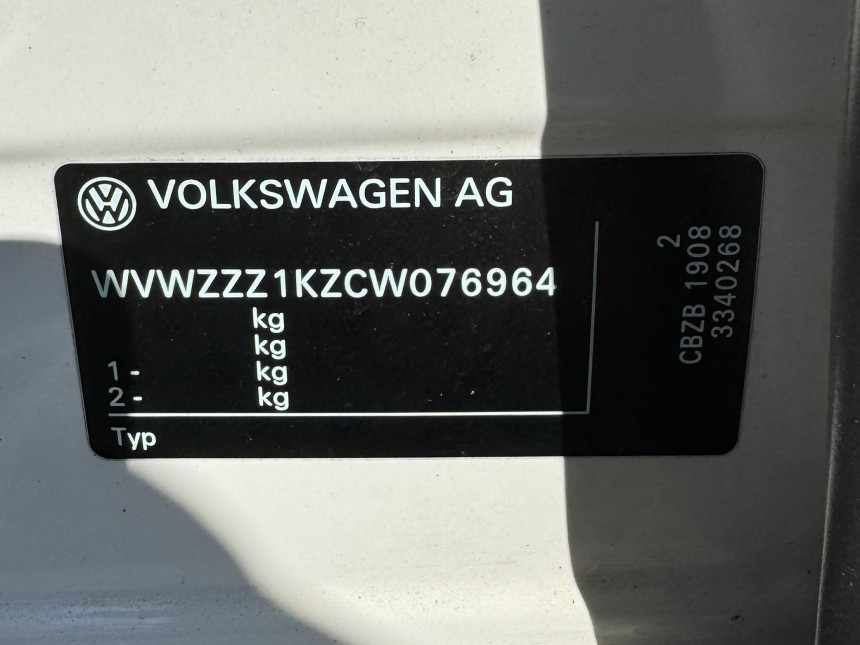 VOLKSWAGEN AG
WVWZZZ1KZCW076964
kg
kg
1 - kg
2 - kg
Typ
2
CBZB 1908
3340268